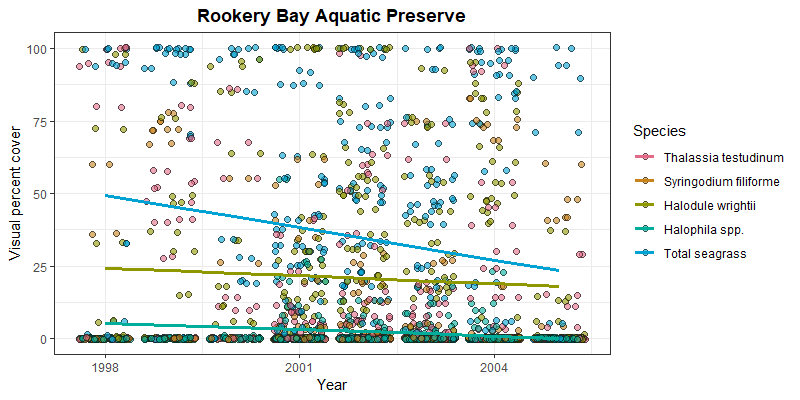 Rookery Bay Aquatic Preserve
Visual percent cover
100
75
50
25
0
1998
2001
2004
Year
Species
Thalassia testudinum
Syringodium filiforme
Halodule wrightii
Halophila spp.
Total seagrass